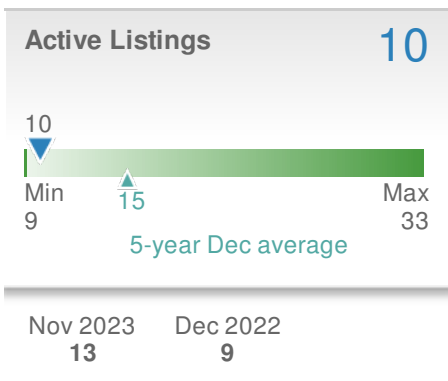 Active Listings 10
10
Min Max
9 33
15
5-year Dec average
Nov 2023 Dec 2022
13 9